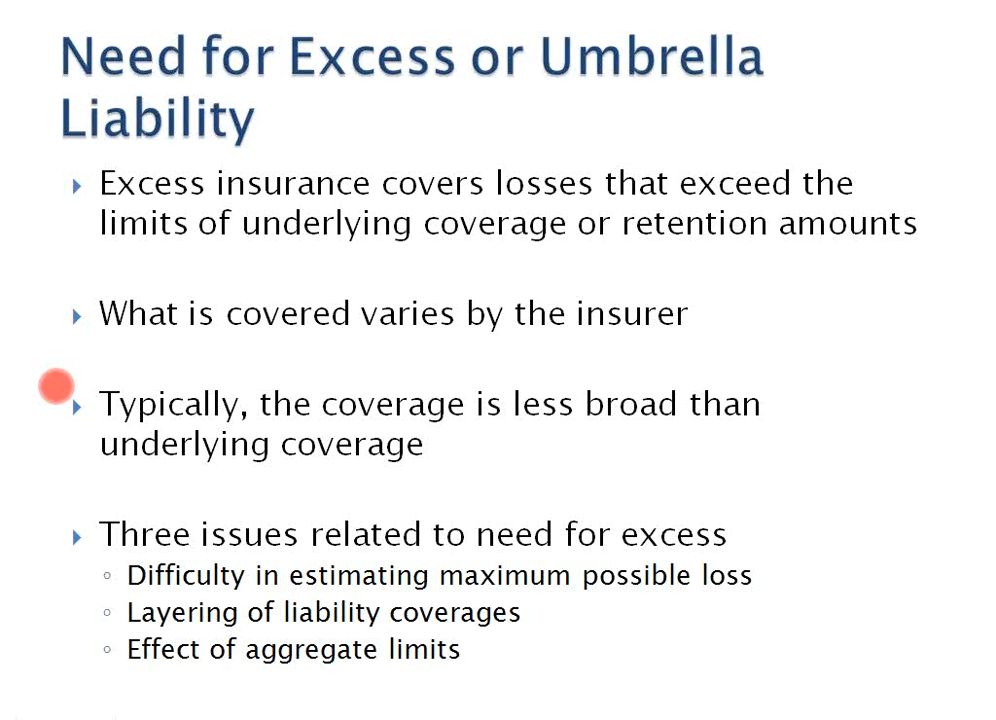 Need for Excess or Umbrella
Liability
Excess insurance covers losses that exceed the
limits of underlying coverage or retention amounts
What is covered varies by the insurer
Typically, the coverage is less broad than
underlying coverage
Three issues related to need for excess
Difficulty in estimating maximum possible loss
Layering of liability coverages
Effect of aggregate limits